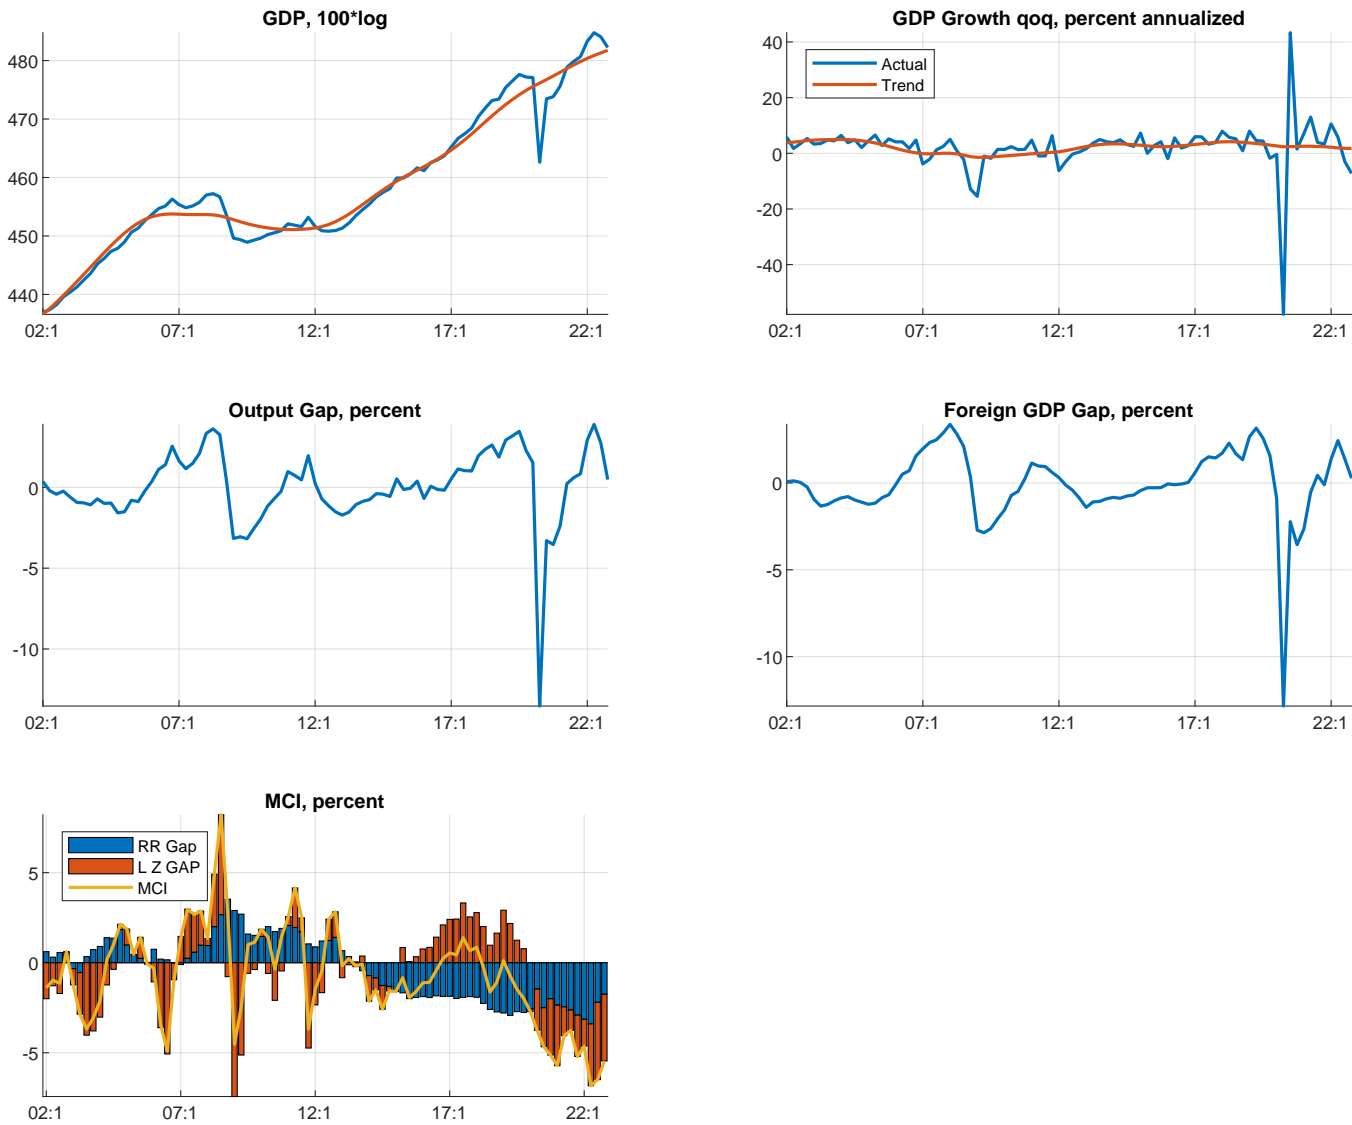 GDP, 100*log
480
470
460
450
440
02:1 07:1 12:1 17:1 22:1
GDP Growth qoq, percent annualized
Actual
Trend
40
20
0
-20
-40
02:1 07:1 12:1 17:1 22:1
Output Gap, percent
0
-5
-10
02:1 07:1 12:1 17:1 22:1
Foreign GDP Gap, percent
0
-5
-10
02:1 07:1 12:1 17:1 22:1
MCI, percent
RR Gap
L Z GAP
MCI
5
0
-5
02:1 07:1 12:1 17:1 22:1